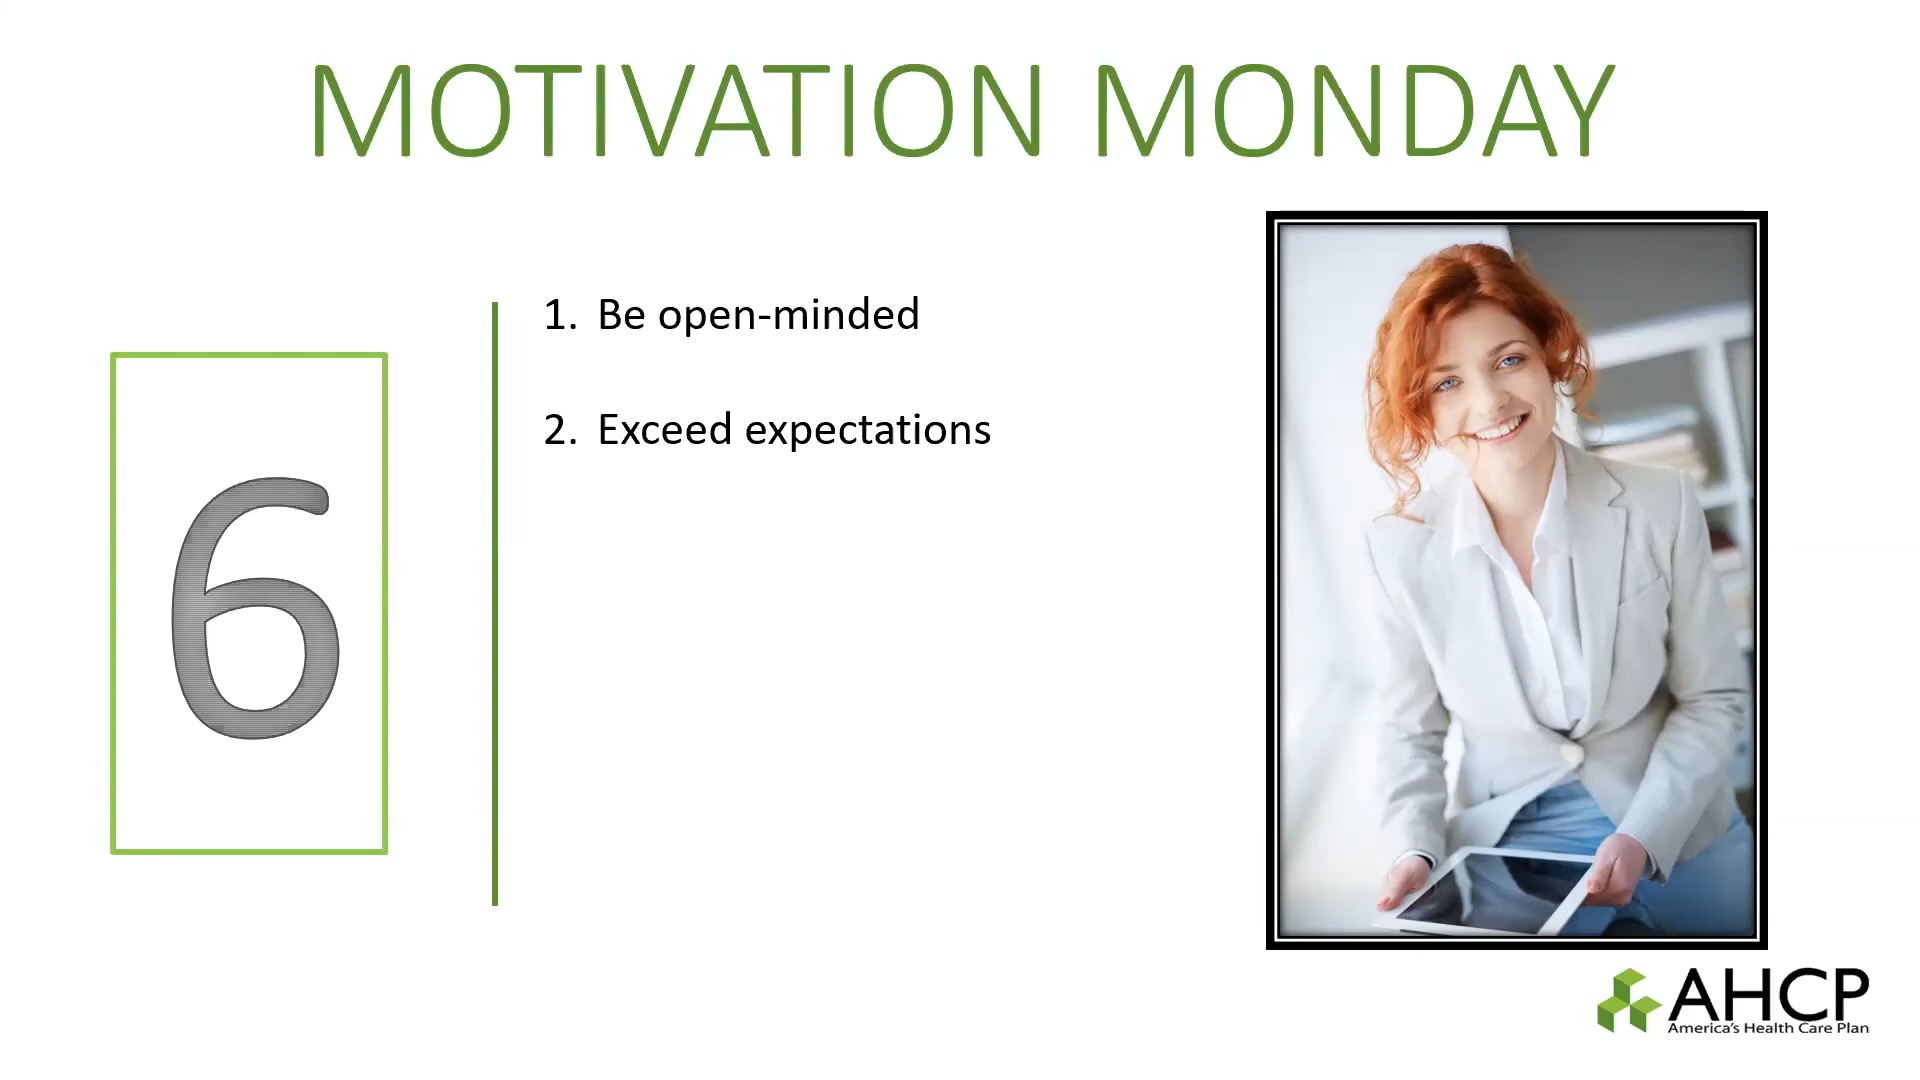 MOTIVATION MONDAY
6
1. Be open-minded
2. Exceed expectations
AHCP
America's Health Care Plan